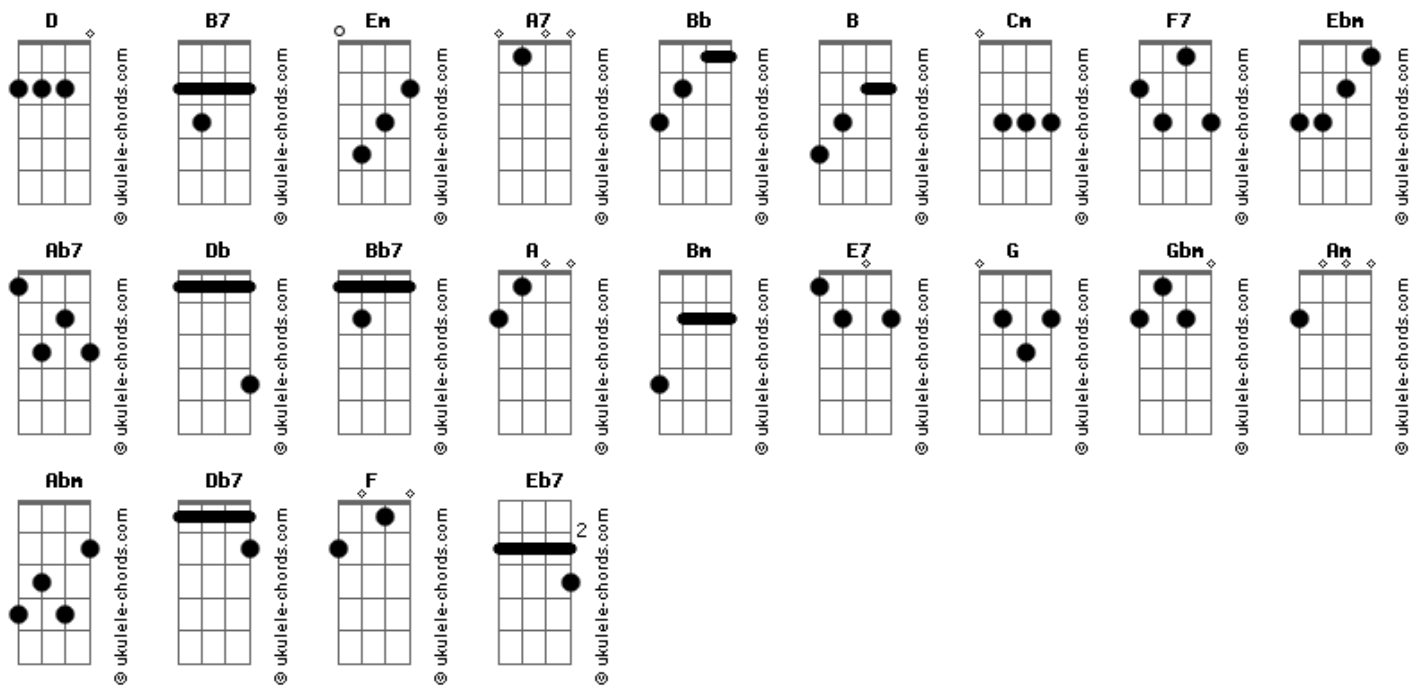 D B7 Em A7 Bb B Cm F7 Ebm
© ukulele-chords.com © ukulele-chords.com © ukulele-chords.com © ukulele-chords.com © ukulele-chords.com © ukulele-chords.com © ukulele-chords.com © ukulele-chords.com © ukulele-chords.com
Ab7 Db Bb7 A Bm E7 G Gbm Am
© ukulele-chords.com © ukulele-chords.com © ukulele-chords.com © ukulele-chords.com © ukulele-chords.com © ukulele-chords.com © ukulele-chords.com © ukulele-chords.com © ukulele-chords.com
Abm Db7 F Eb7
2
© ukulele-chords.com © ukulele-chords.com © ukulele-chords.com © ukulele-chords.com